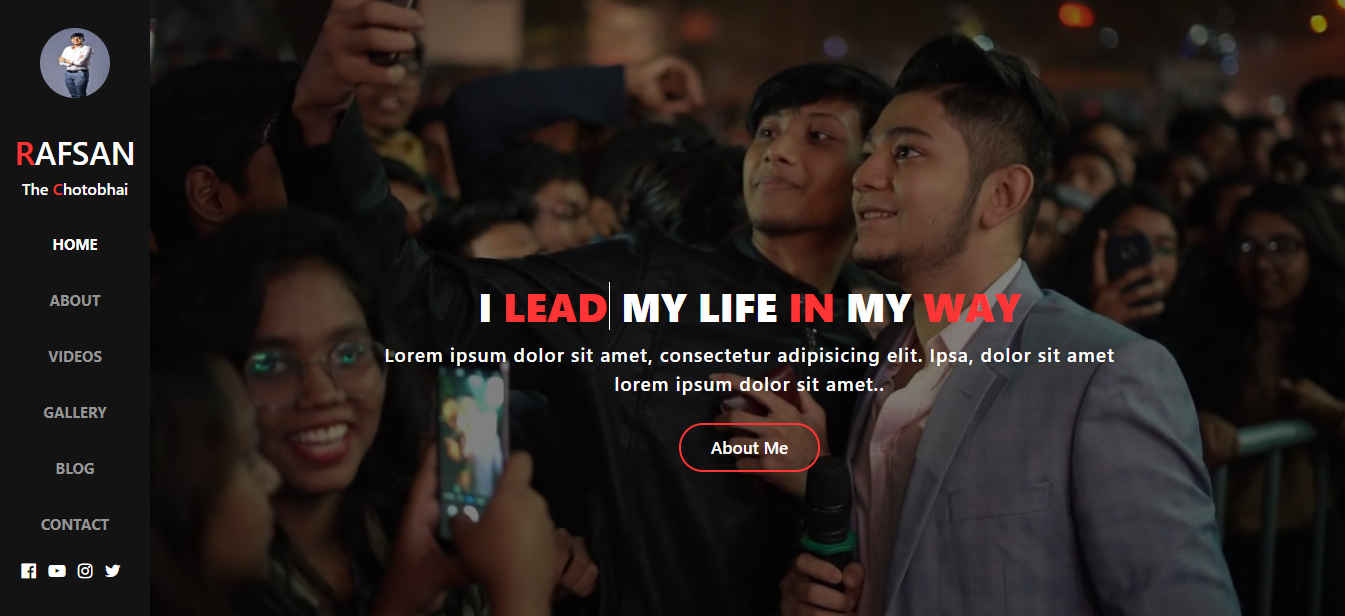 RAFSAN
The Chotobhai
HOME
ABOUT
VIDEOS
GALLERY
BLOG
CONTACT
I LEAD MY LIFE IN MY WAY
Lorem ipsum dolor sit amet, consectetur adipisicing elit. Ipsa, dolor sit amet
lorem ipsum dolor sit amet..
About Me